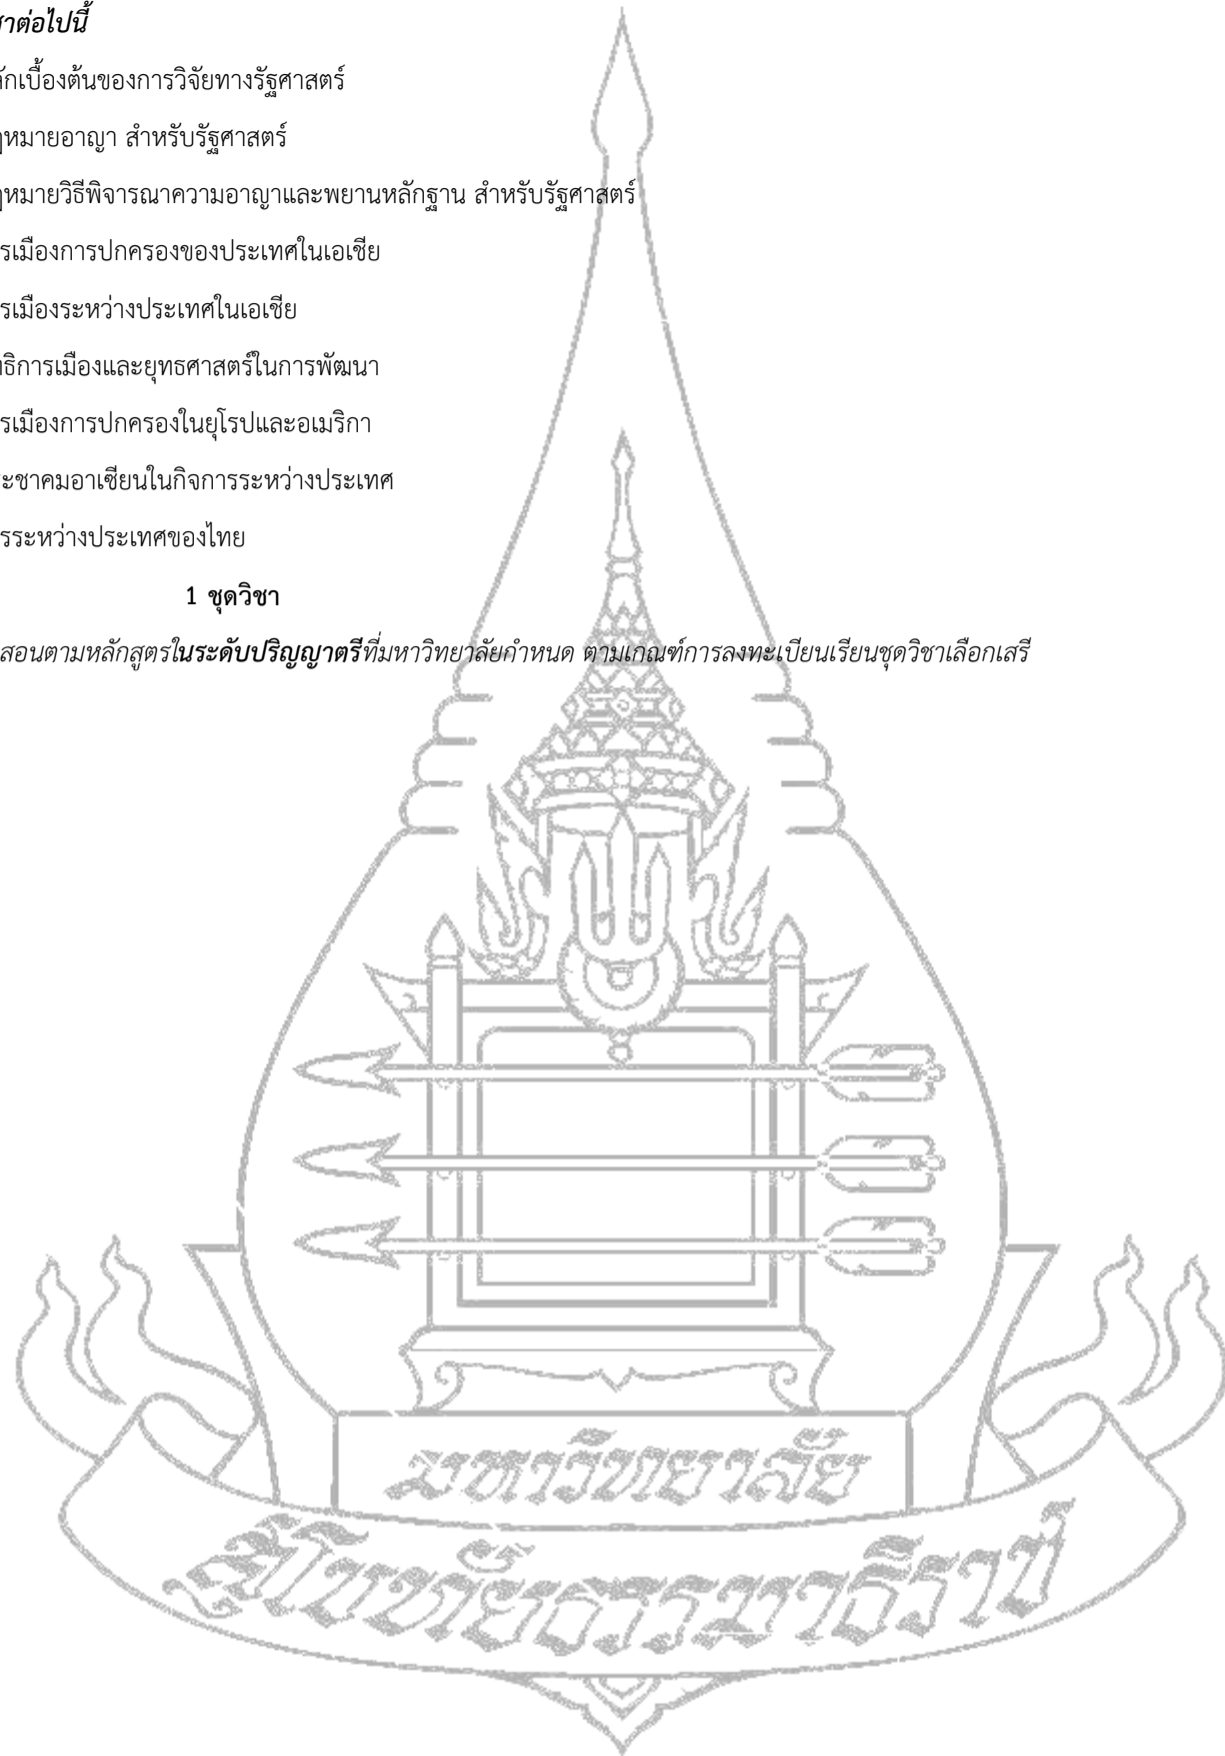 าต่อไปนี้
ักเบื้องต้นของการวิจัยทางรัฐศาสตร์
หมายอาญา สำหรับรัฐศาสตร์
หมายวิธีพิจารณาความอาญาและพยานหลักฐาน สำหรับรัฐศาสตร์
รเมืองการปกครองของประเทศในเอเชีย
รเมืองระหว่างประเทศในเอเชีย
ธิการเมืองและยุทธศาสตร์ในการพัฒนา
รเมืองการปกครองในยุโรปและอเมริกา
ะชาคมอาเซียนในกิจการระหว่างประเทศ
รระหว่างประเทศของไทย
1 ชุดวิชา
สอนตามหลักสูตรในระดับปริญญาตรีที่มหาวิทยาลัยกำหนด ตามเกณฑ์การลงทะเบียนเรียนชุดวิชาเลือกเสรี
มหาวิทยาลัย
สุโขทัยธรรมาธิราช